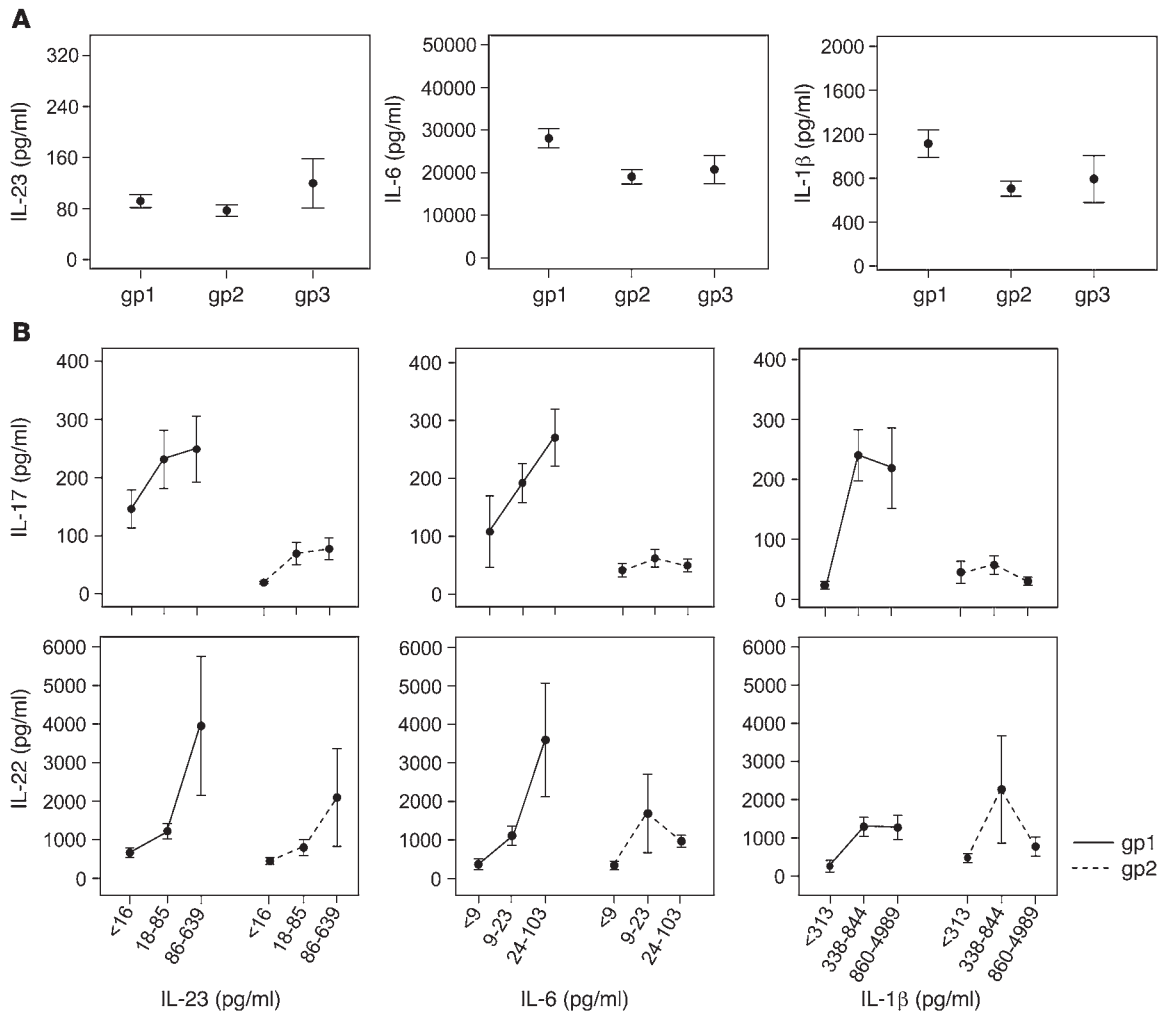 A
IL-23 (pg/ml)
320
240
160
80
0
gp1 gp2 gp3
IL-6 (pg/ml)
50000
40000
30000
20000
10000
0
gp1 gp2 gp3
IL-1β (pg/ml)
2000
1600
1200
800
400
0
gp1 gp2 gp3
B
IL-17 (pg/ml)
400
300
200
100
0
400
300
200
100
0
400
300
200
100
0
IL-22 (pg/ml)
6000
5000
4000
3000
2000
1000
0
<16 18-85 86-639 <16 18-85 86-639
IL-23 (pg/ml)
6000
5000
4000
3000
2000
1000
0
<9 9-23 24-103 <9 9-23 24-103
IL-6 (pg/ml)
6000
5000
4000
3000
2000
1000
0
<313 338-844 860-4989 <313 338-844 860-4989
IL-1β (pg/ml)
gp1
gp2